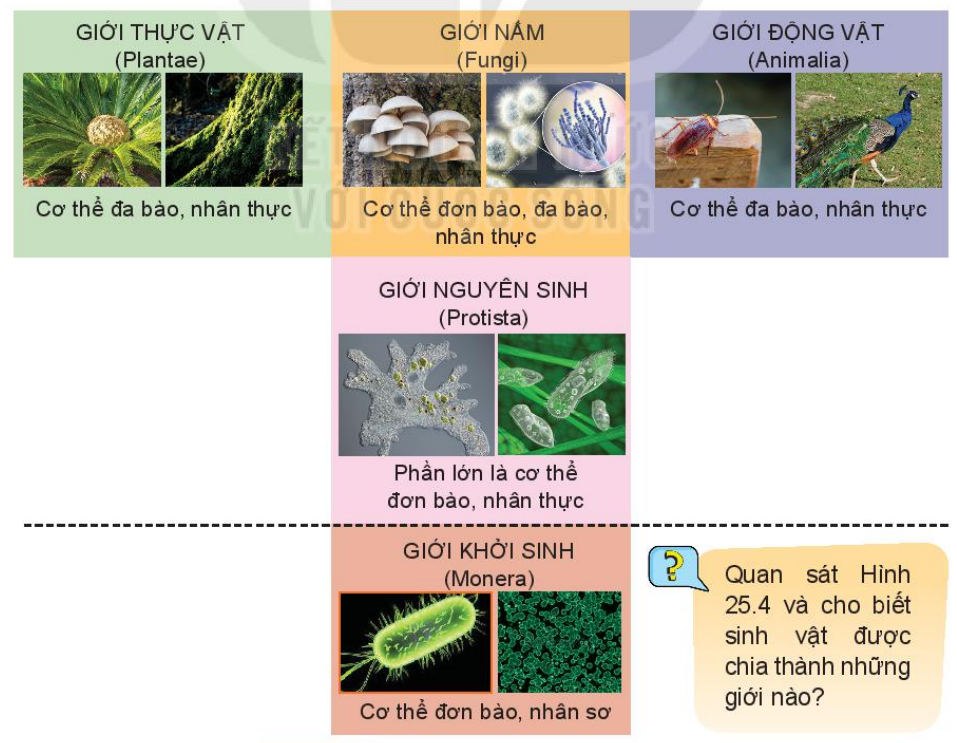 GIỚI THỰC VẬT
(Plantae)
Cơ thể đa bào, nhân thực
GIỚI NẤM
(Fungi)
Cơ thể đơn bào, đa bào,
nhân thực
GIỚI ĐỘNG VẬT
(Animalia)
Cơ thể đa bào, nhân thực
GIỚI NGUYÊN SINH
(Protista)
Phần lớn là cơ thể
đơn bào, nhân thực
GIỚI KHỞI SINH
(Monera)
Cơ thể đơn bào, nhân sơ
?
Quan sát Hình
25.4 và cho biết
sinh vật được
chia thành những
giới nào?
VỚI CUỘC SỐNG